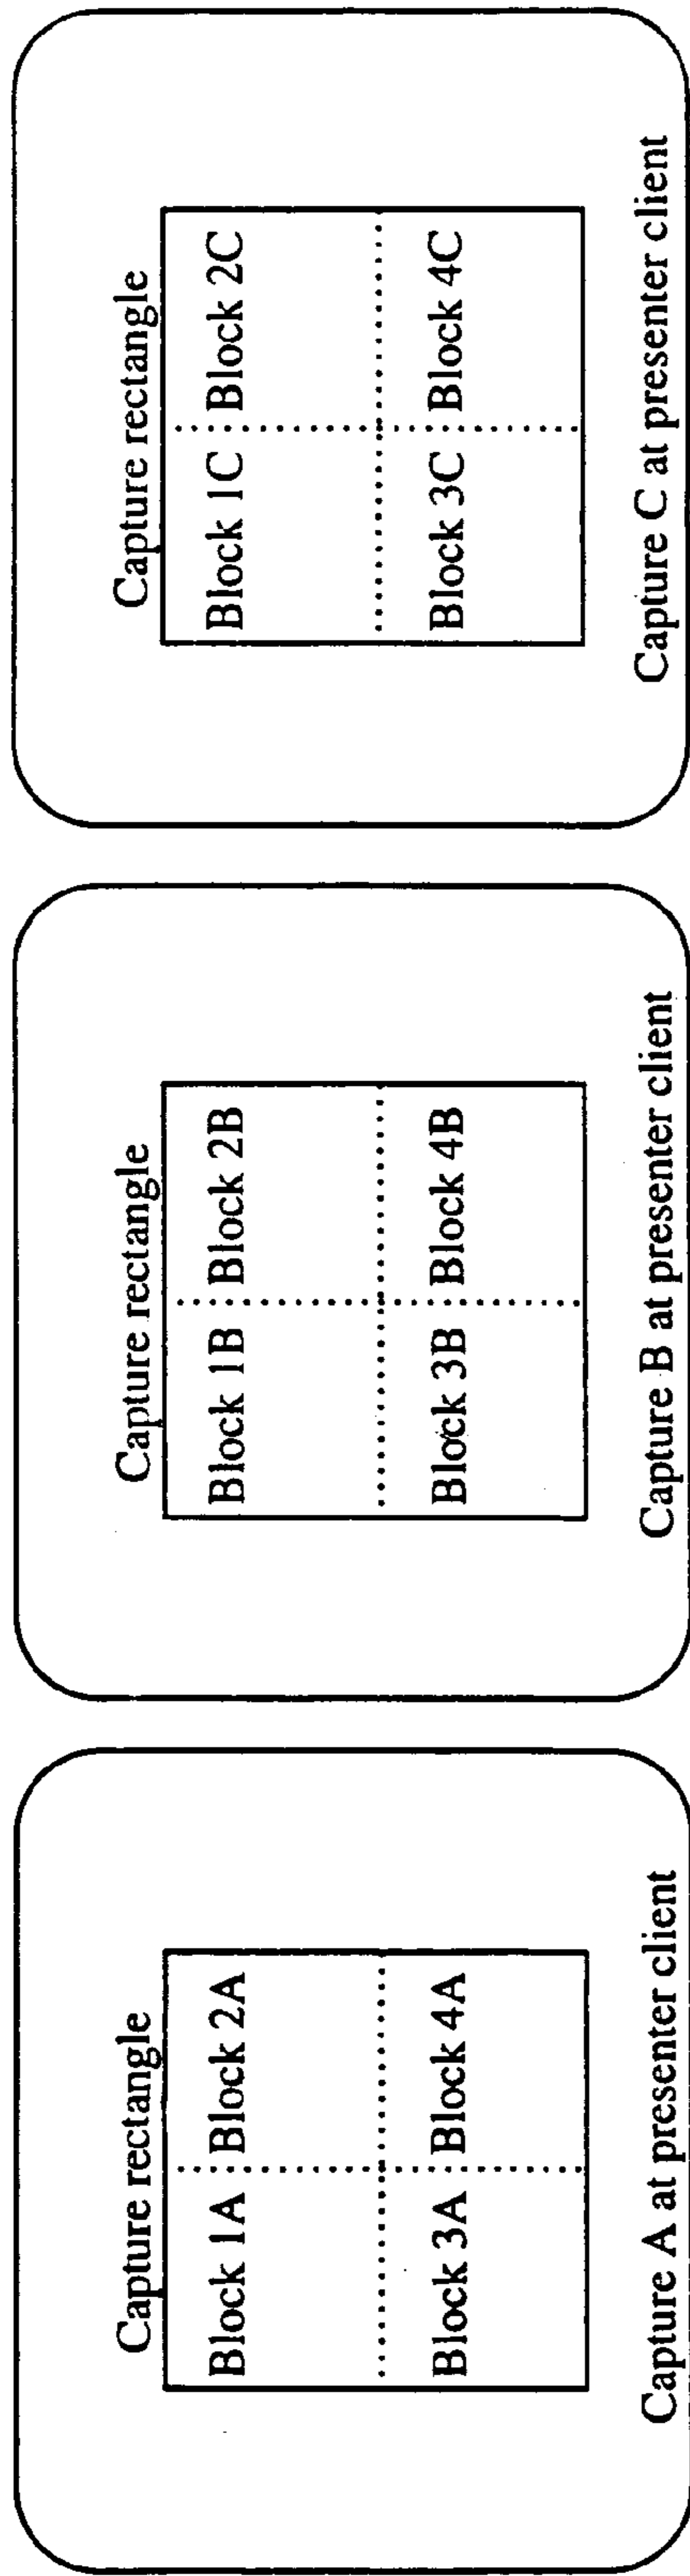 Capture rectangle
Block 1A Block 2A
Block 3A Block 4A
Capture A at presenter client
Capture rectangle
Block 1B Block 2B
Block 3B Block 4B
Capture B at presenter client
Capture rectangle
Block 1C Block 2C
Block 3C Block 4C
Capture C at presenter client